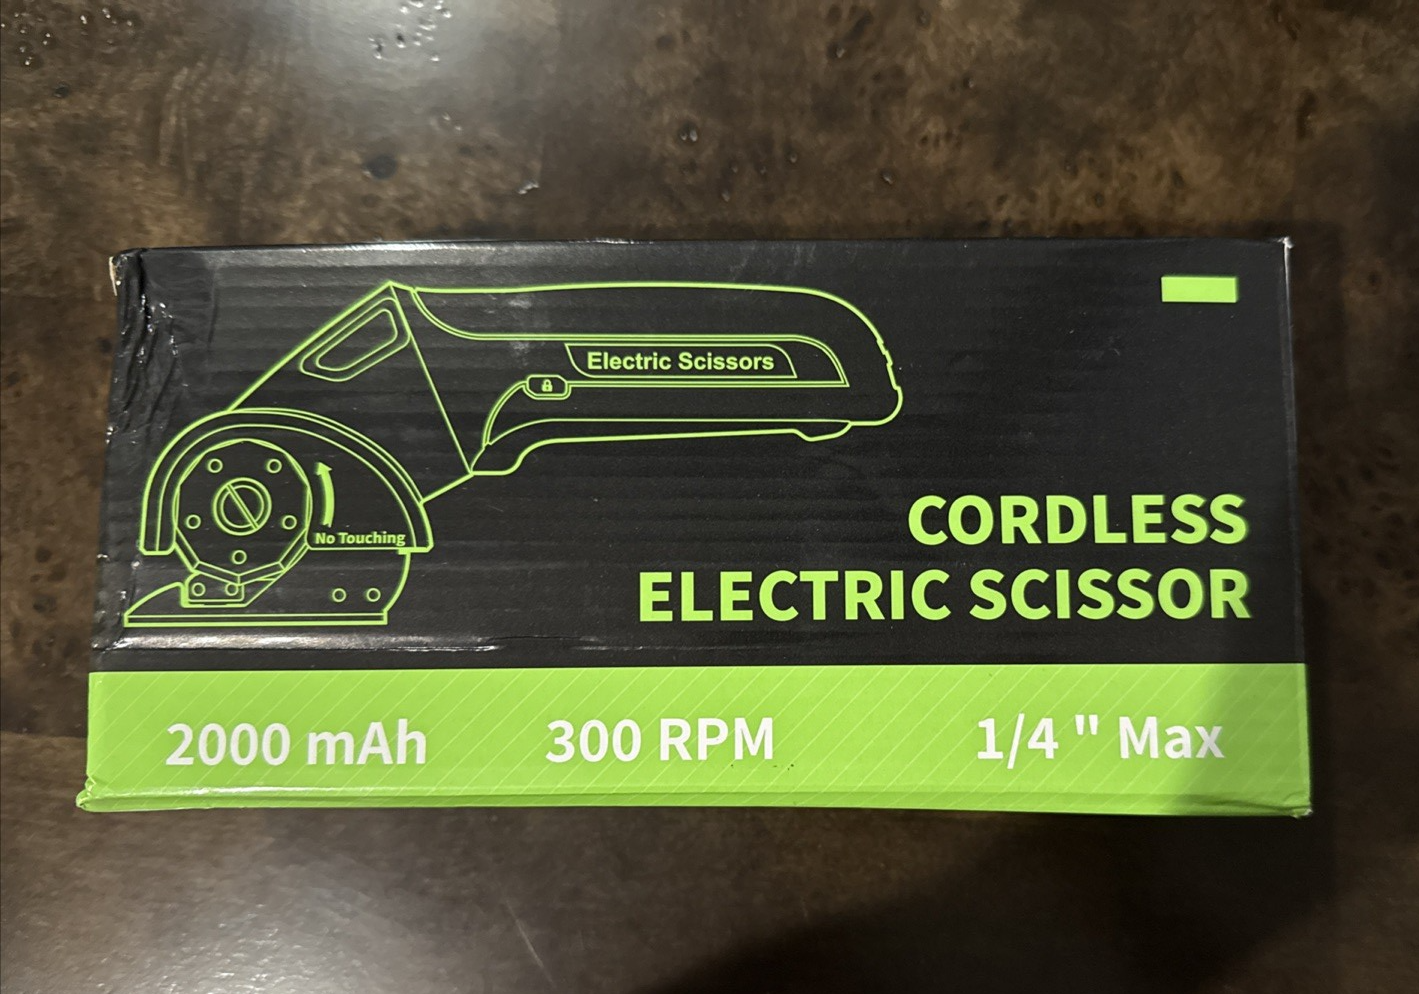 Electric Scissors
No Touching
CORDLESS
ELECTRIC SCISSOR
2000 mAh 300 RPM 1/4 " Max